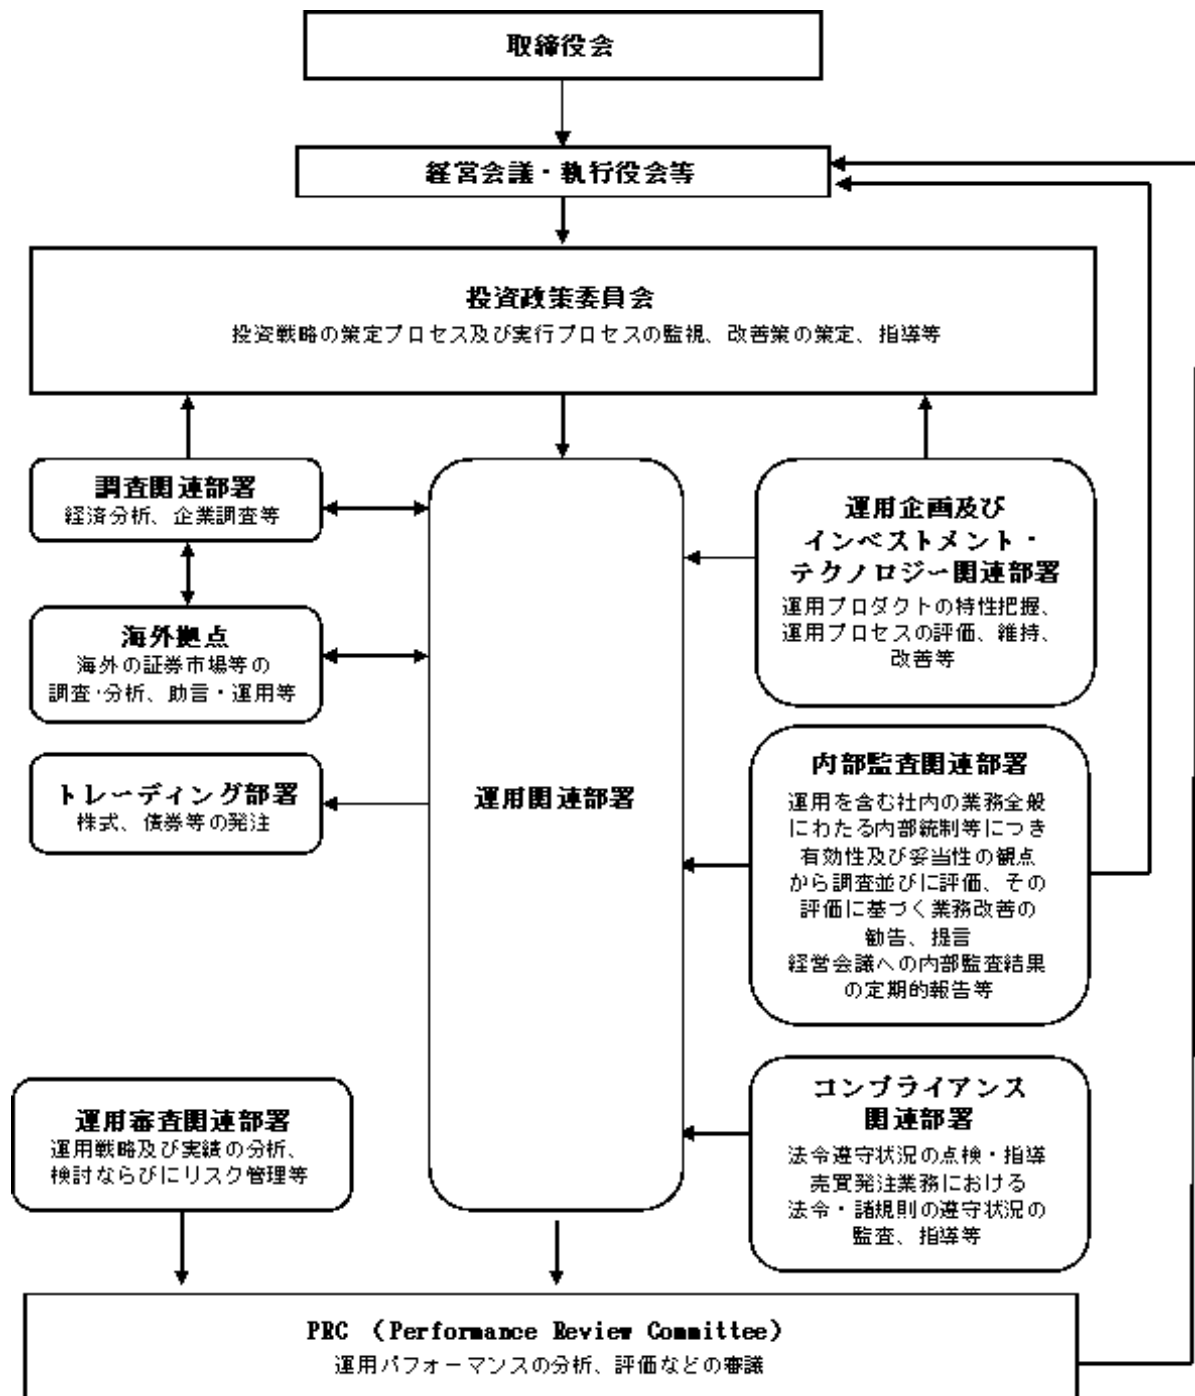 取締役会
経営会議・執行役会等
投資政策委員会
投資戦略の策定プロセス及び実行プロセスの監視、改善策の策定、指導等
調査関連部署
経済分析、企業調査等
海外拠点
海外の証券市場等の
調査・分析、助言・運用等
トレーディング部署
株式、債券等の発注
運用関連部署
運用企画及び
インベストメント・
テクノロジー関連部署
運用プロダクトの特性把握、
運用プロセスの評価、維持、
改善等
内部監査関連部署
運用を含む社内の業務全般
にわたる内部統制等につき
有効性及び妥当性の観点
から調査並びに評価、その
評価に基づく業務改善の
勧告、提言
経営会議への内部監査結果
の定期的報告等
コンプライアンス
関連部署
法令遵守状況の点検・指導
売買発注業務における
法令・諸規則の遵守状況の
監査、指導等
運用審査関連部署
運用戦略及び実績の分析、
検討ならびにリスク管理等
PRC （Performance Review Committee）
運用パフォーマンスの分析、評価などの審議